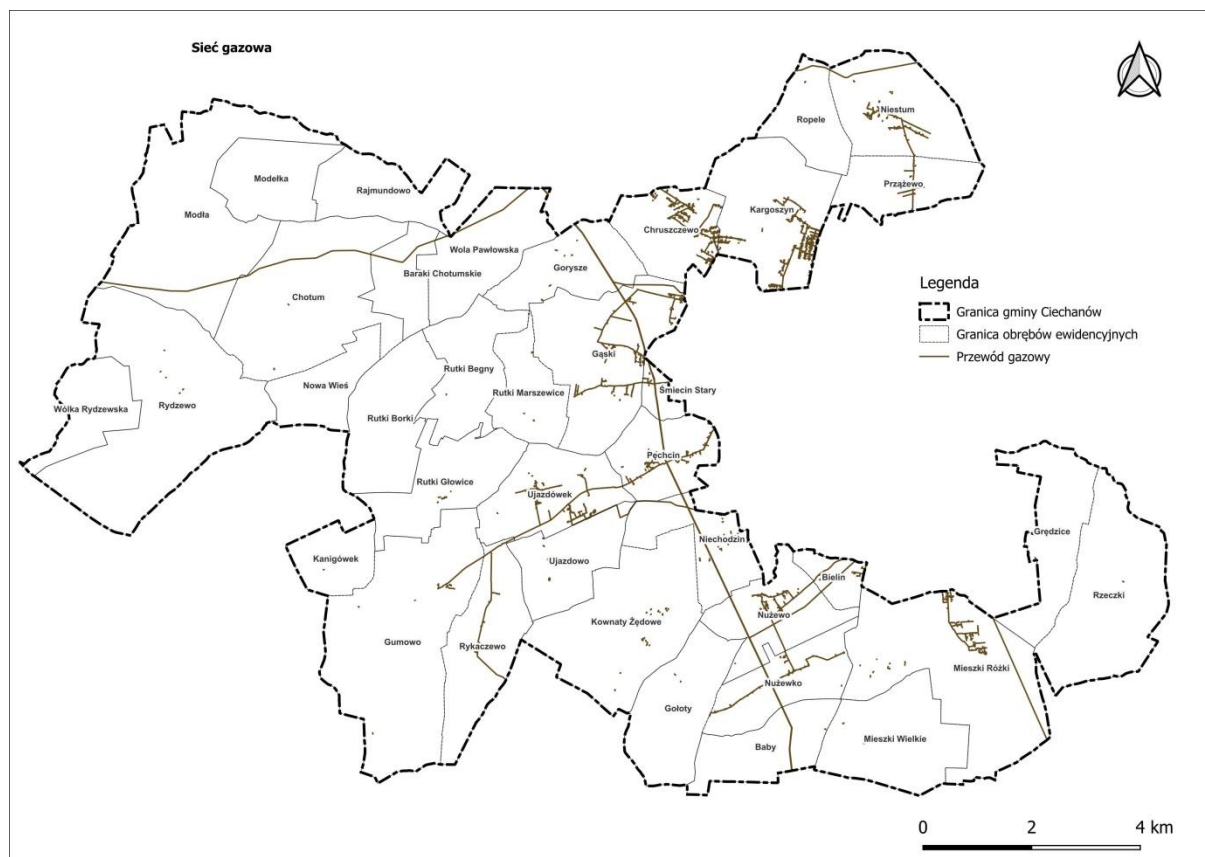 Sieć gazowa
Niestum
Ropele
Modełka
Rajmundowo
Przążewo
Modła
Kargoszyn
Chruszczewo
Wola Pawłowska
Gorysze
Baraki Chotumskie
Legenda
Chotum
Granica gminy Ciechanów
Granica obrębów ewidencyjnych
Gąski
Przewód gazowy
Rutki Begny
Nowa Wieś
Śmiecin Stary
Rutki Marszewice
Wólka Rydzewska
Rydzewo
Rutki Borki
Pęchcin
Rutki Głowice
Ujazdówek
Grędzice
Niechodzin
Kanigówek
Ujazdowo
Bielin
Rzeczki
Nużewo
Kownaty Żędowe
Gumowo
Rykaczewo
Mieszki Różki
Nużewko
Gołoty
Mieszki Wielkie
Baby
0 2 4 km